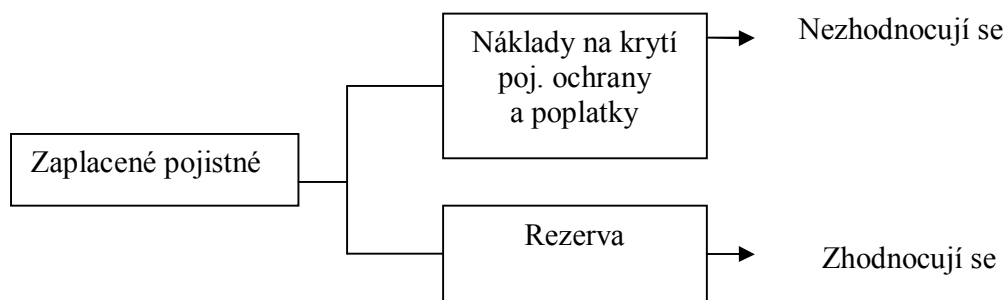 Zaplacené pojistné
Náklady na krytí
poj. ochrany
a poplatky
Nezhodnocují se
Rezerva
Zhodnocují se